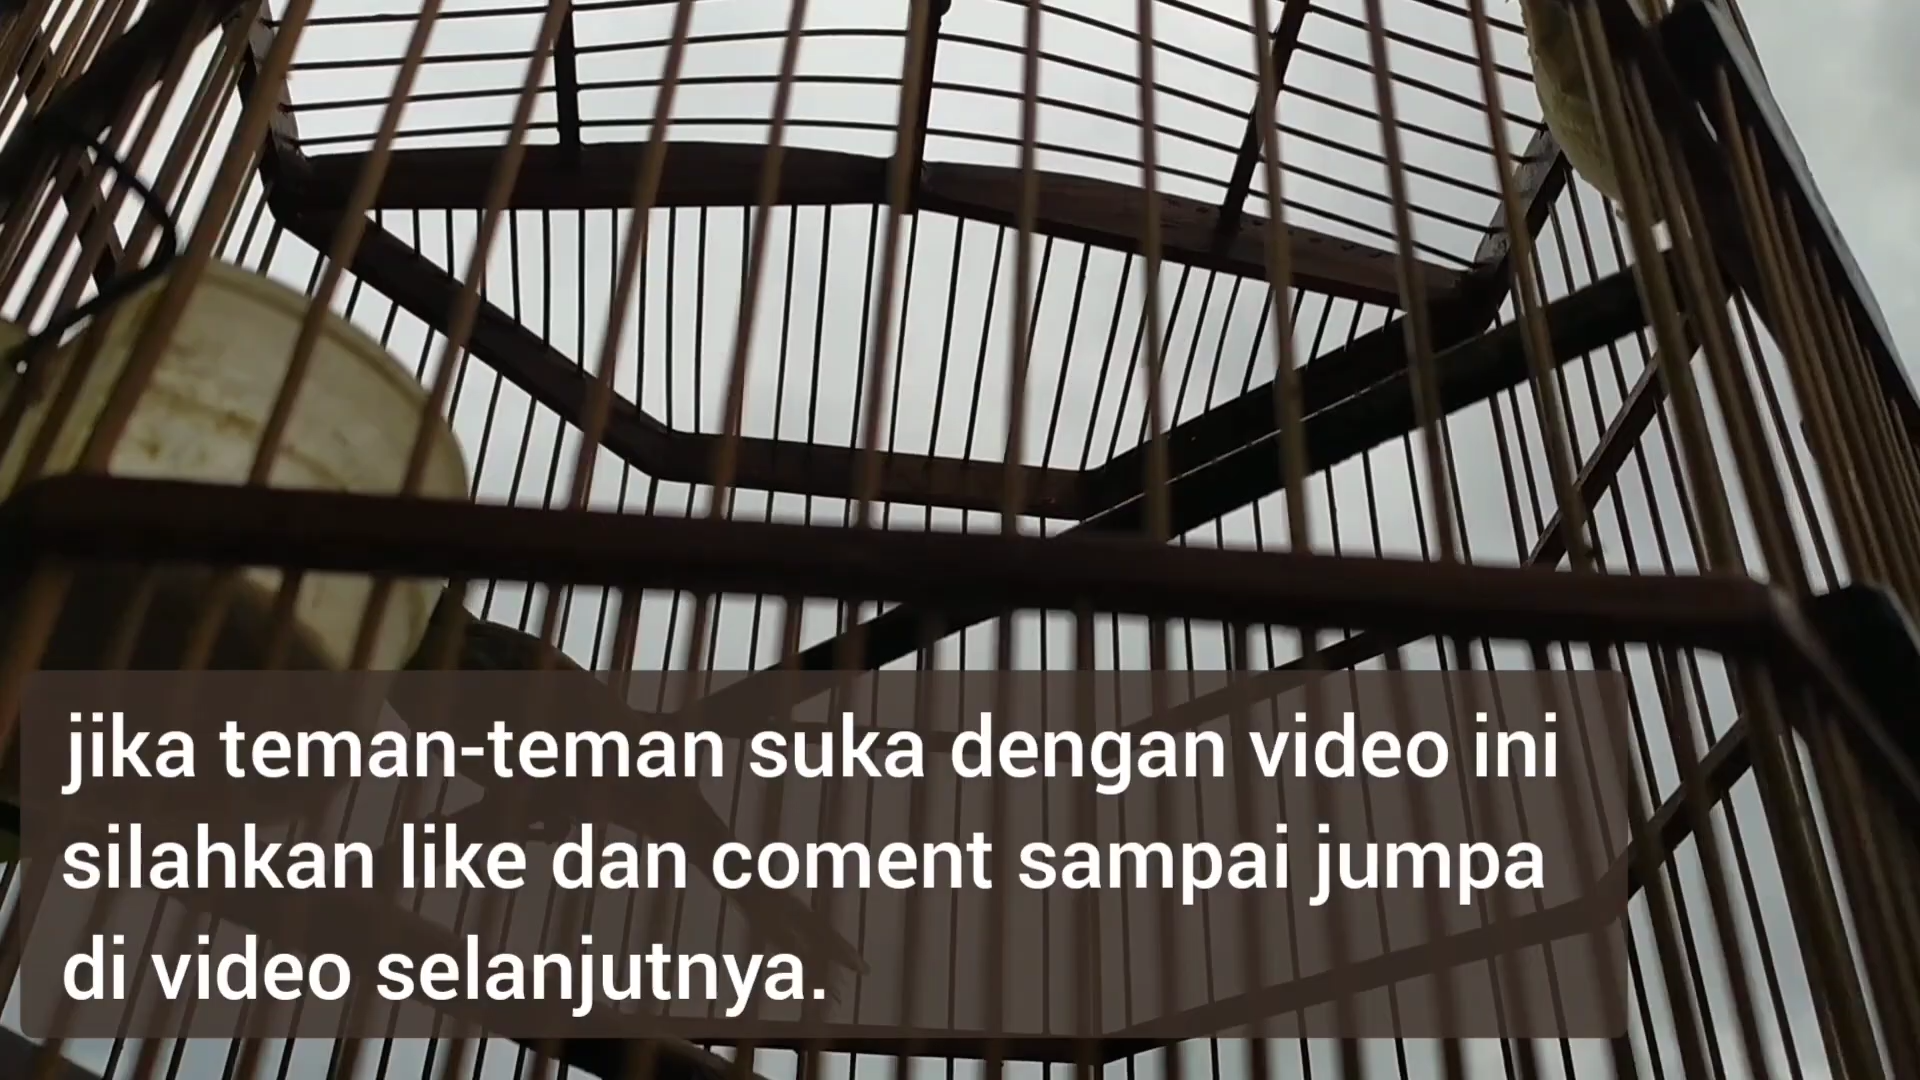 jika teman-teman suka dengan video ini
silahkan like dan coment sampai jumpa
di video selanjutnya.